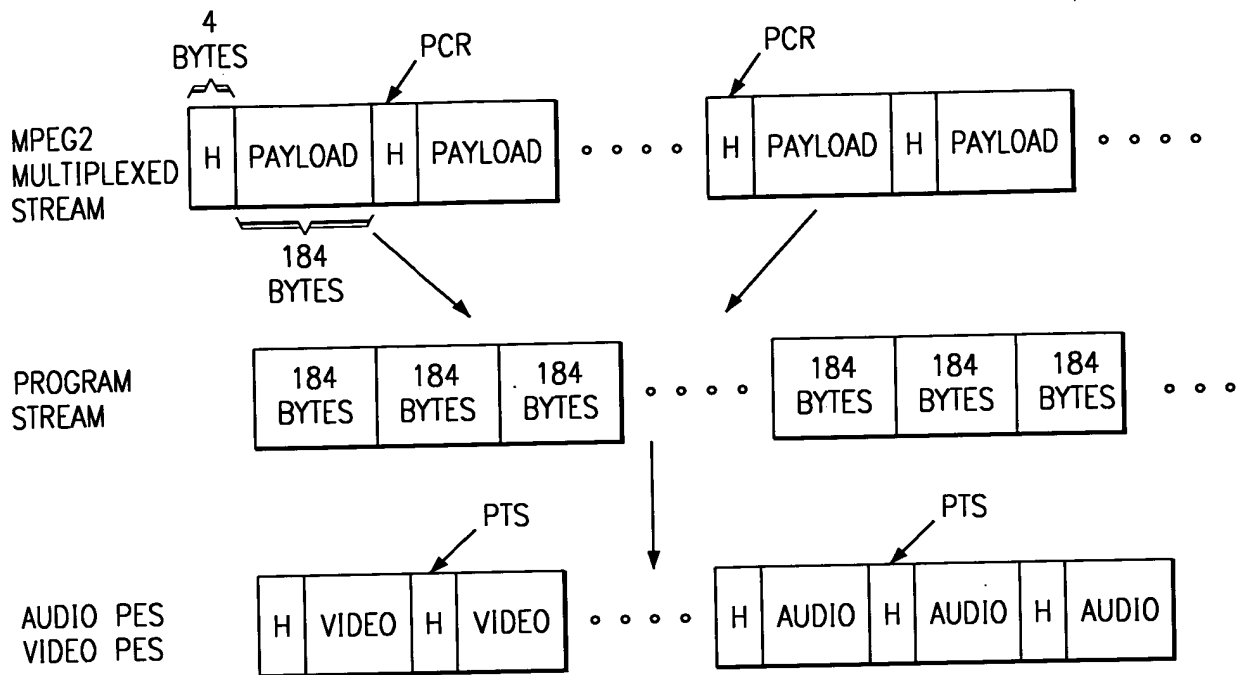 4
BYTES
PCR
PCR
MPEG2
MULTIPLEXED
STREAM
H PAYLOAD H PAYLOAD
H PAYLOAD H PAYLOAD
184
BYTES
PROGRAM
STREAM
184
BYTES
184
BYTES
184
BYTES
184
BYTES
184
BYTES
184
BYTES
PTS
PTS
AUDIO PES
VIDEO PES
H VIDEO H VIDEO
H AUDIO H AUDIO H AUDIO